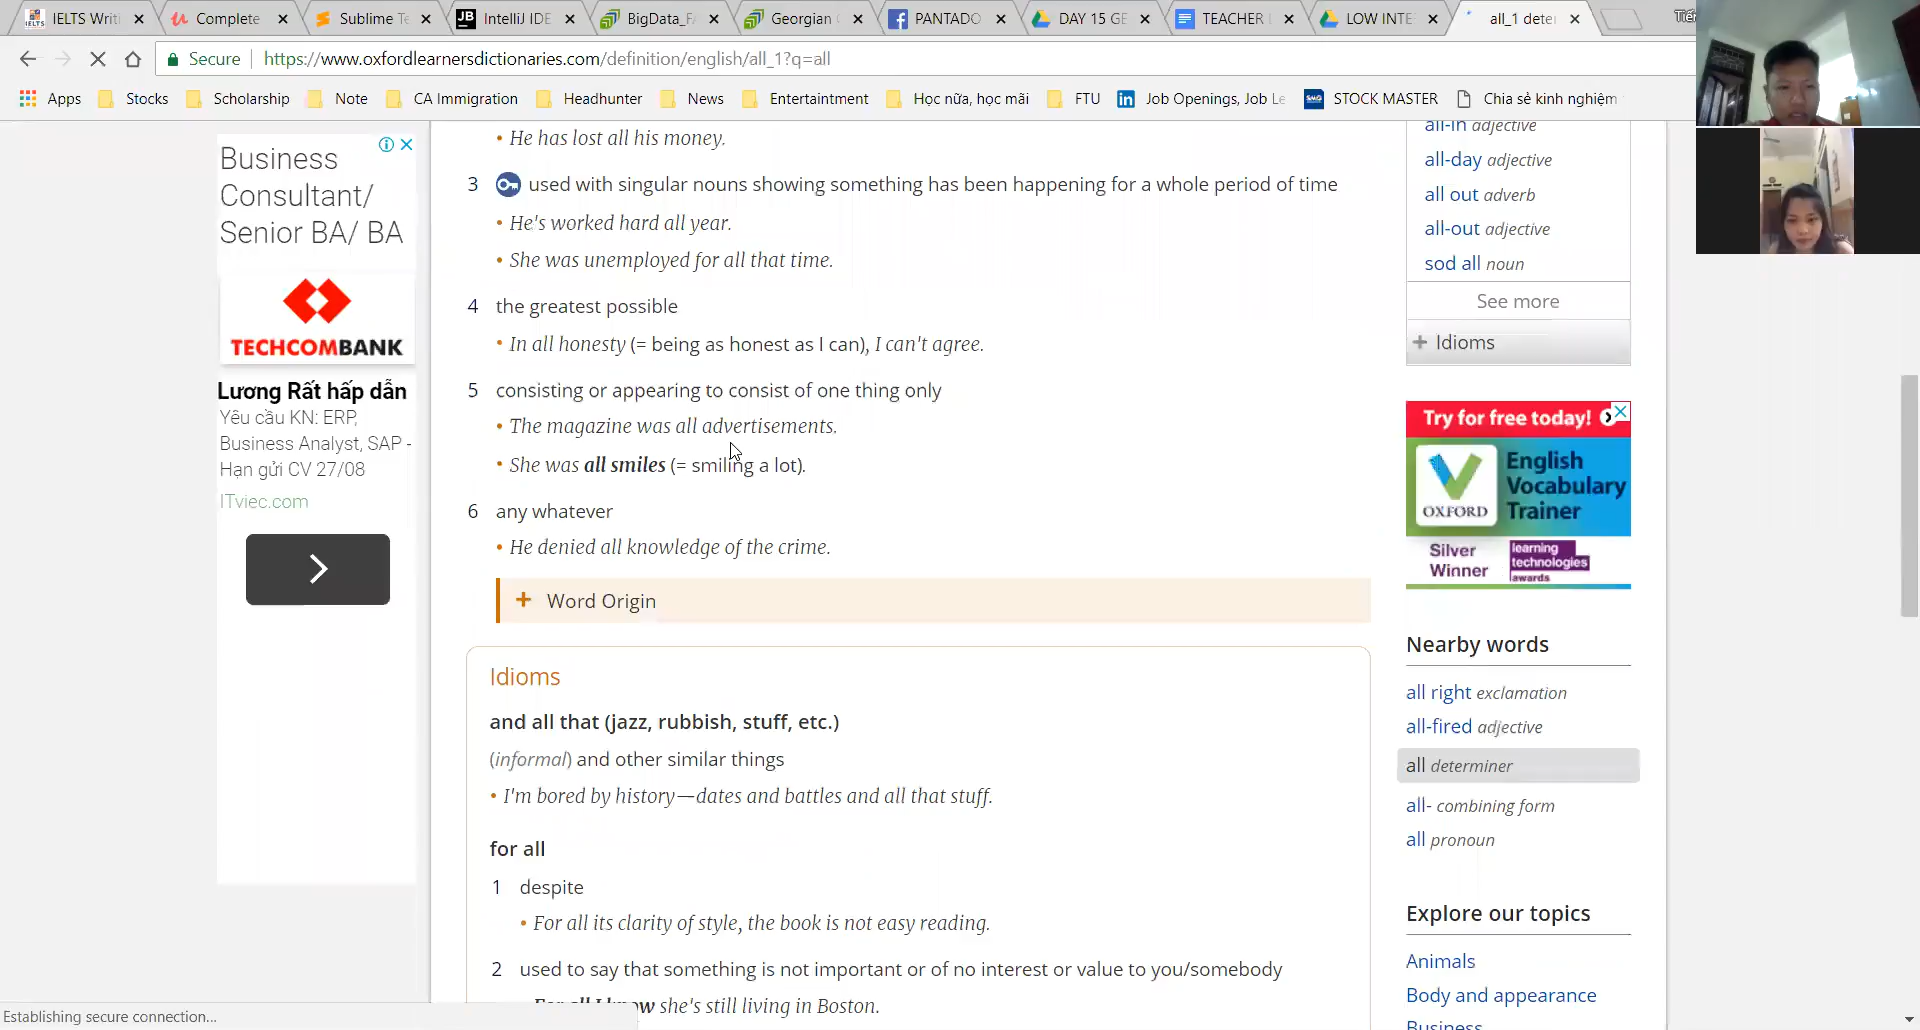 IELTS Writi
Complete
Sublime Te
IntelliJ IDE
BigData_F
Georgian
PANTADO
DAY 15 GE
TEACHER
LOW INTE
all_1 dete
Tiế
Secure https://www.oxfordlearnersdictionaries.com/definition/english/all_1?q=all
Apps Stocks Scholarship Note CA Immigration Headhunter News Entertaintment Học nữa, học mãi FTU Job Openings, Job Le STOCK MASTER Chia sẻ kinh nghiệm
Business
Consultant/
Senior BA/ BA
TECHCOMBANK
Lương Rất hấp dẫn
Yêu cầu KN: ERP,
Business Analyst, SAP -
Hạn gửi CV 27/08
ITviec.com
• He has lost all his money.
3 used with singular nouns showing something has been happening for a whole period of time
• He's worked hard all year.
• She was unemployed for all that time.
4 the greatest possible
• In all honesty (= being as honest as I can), I can't agree.
5 consisting or appearing to consist of one thing only
• The magazine was all advertisements.
• She was all smiles (= smiling a lot).
6 any whatever
• He denied all knowledge of the crime.
+ Word Origin
Idioms
and all that (jazz, rubbish, stuff, etc.)
(informal) and other similar things
• I'm bored by history—dates and battles and all that stuff.
for all
1 despite
• For all its clarity of style, the book is not easy reading.
2 used to say that something is not important or of no interest or value to you/somebody
For all I know she's still living in Boston.
all-in adjective
all-day adjective
all out adverb
all-out adjective
sod all noun
See more
+ Idioms
Try for free today!
OXFORD
English
Vocabulary
Trainer
Silver
Winner
learning
technologies
awards
Nearby words
all right exclamation
all-fired adjective
all determiner
all- combining form
all pronoun
Explore our topics
Animals
Body and appearance
Business
Establishing secure connection...